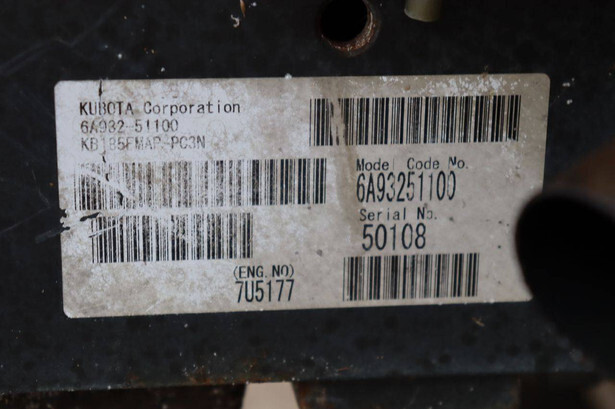 KUBOTA Corporation
6A932-51100
KB185FMAP-PC3N
Model Code No.
6A93251100
Serial No.
50108
(ENG.NO)
7U5177